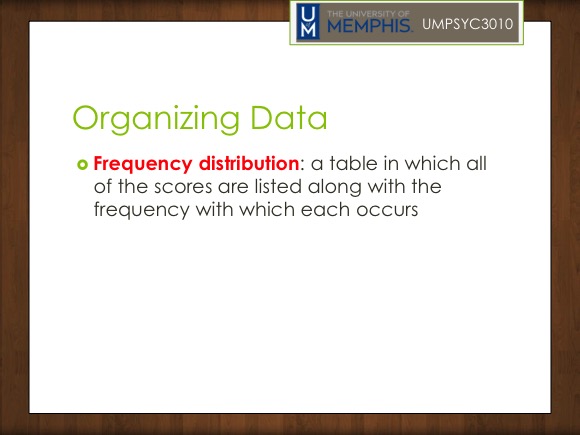 UM
THE UNIVERSITY OF
MEMPHIS.
UMPSYC3010
Organizing Data
Frequency distribution: a table in which all
of the scores are listed along with the
frequency with which each occurs